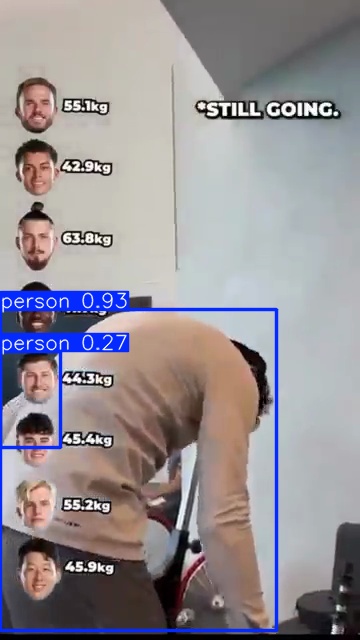 55.1kg
*STILL GOING.
42.9kg
63.8kg
person 0.93
person 0.27
44.3kg
45.4kg
55.2kg
45.9kg